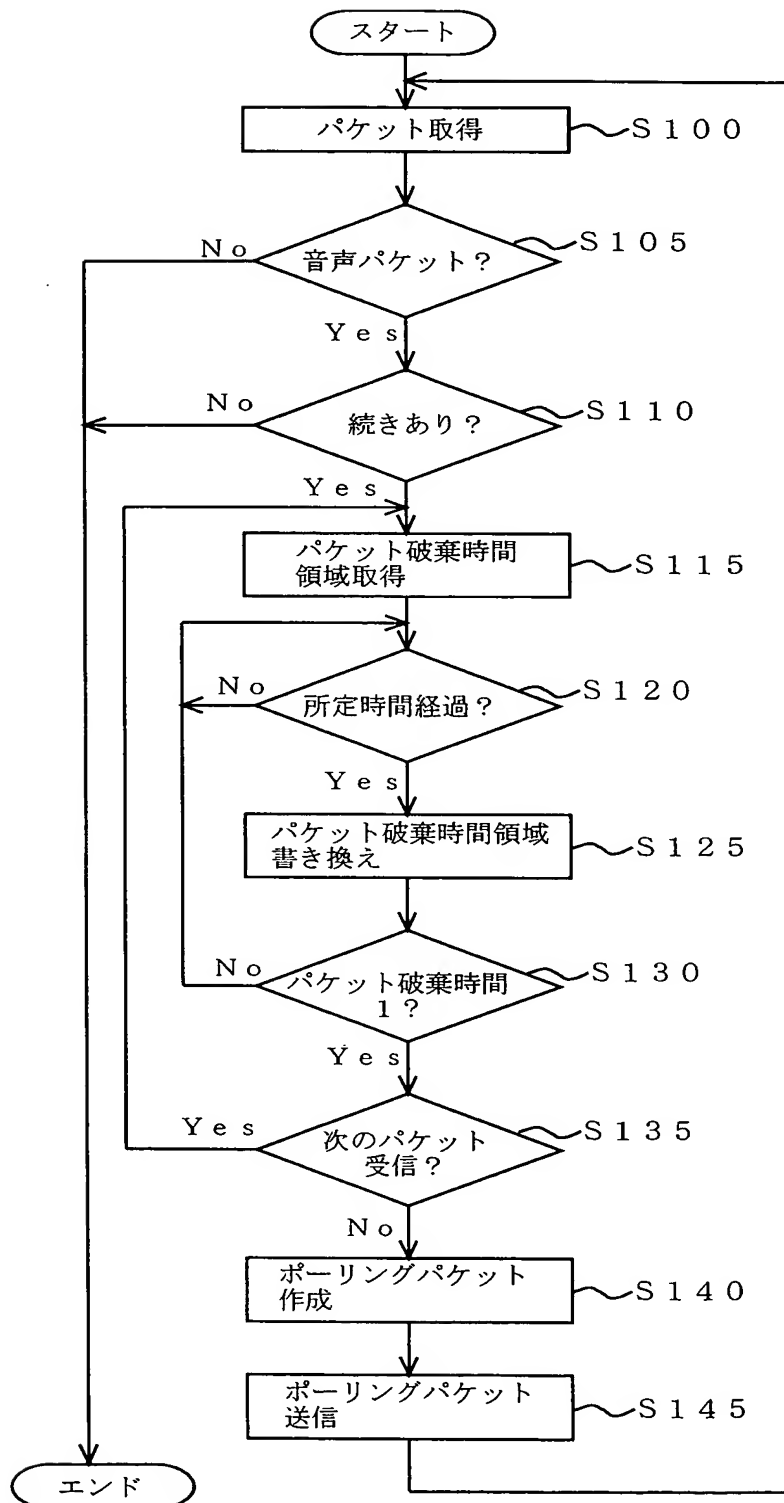 スタート
パケット取得
S100
音声パケット？
S105
No
Yes
続きあり？
S110
No
Yes
パケット破棄時間
領域取得
S115
所定時間経過？
S120
No
Yes
パケット破棄時間領域
書き換え
S125
パケット破棄時間
1？
S130
No
Yes
次のパケット
受信？
S135
Yes
No
ポーリングパケット
作成
S140
ポーリングパケット
送信
S145
エンド